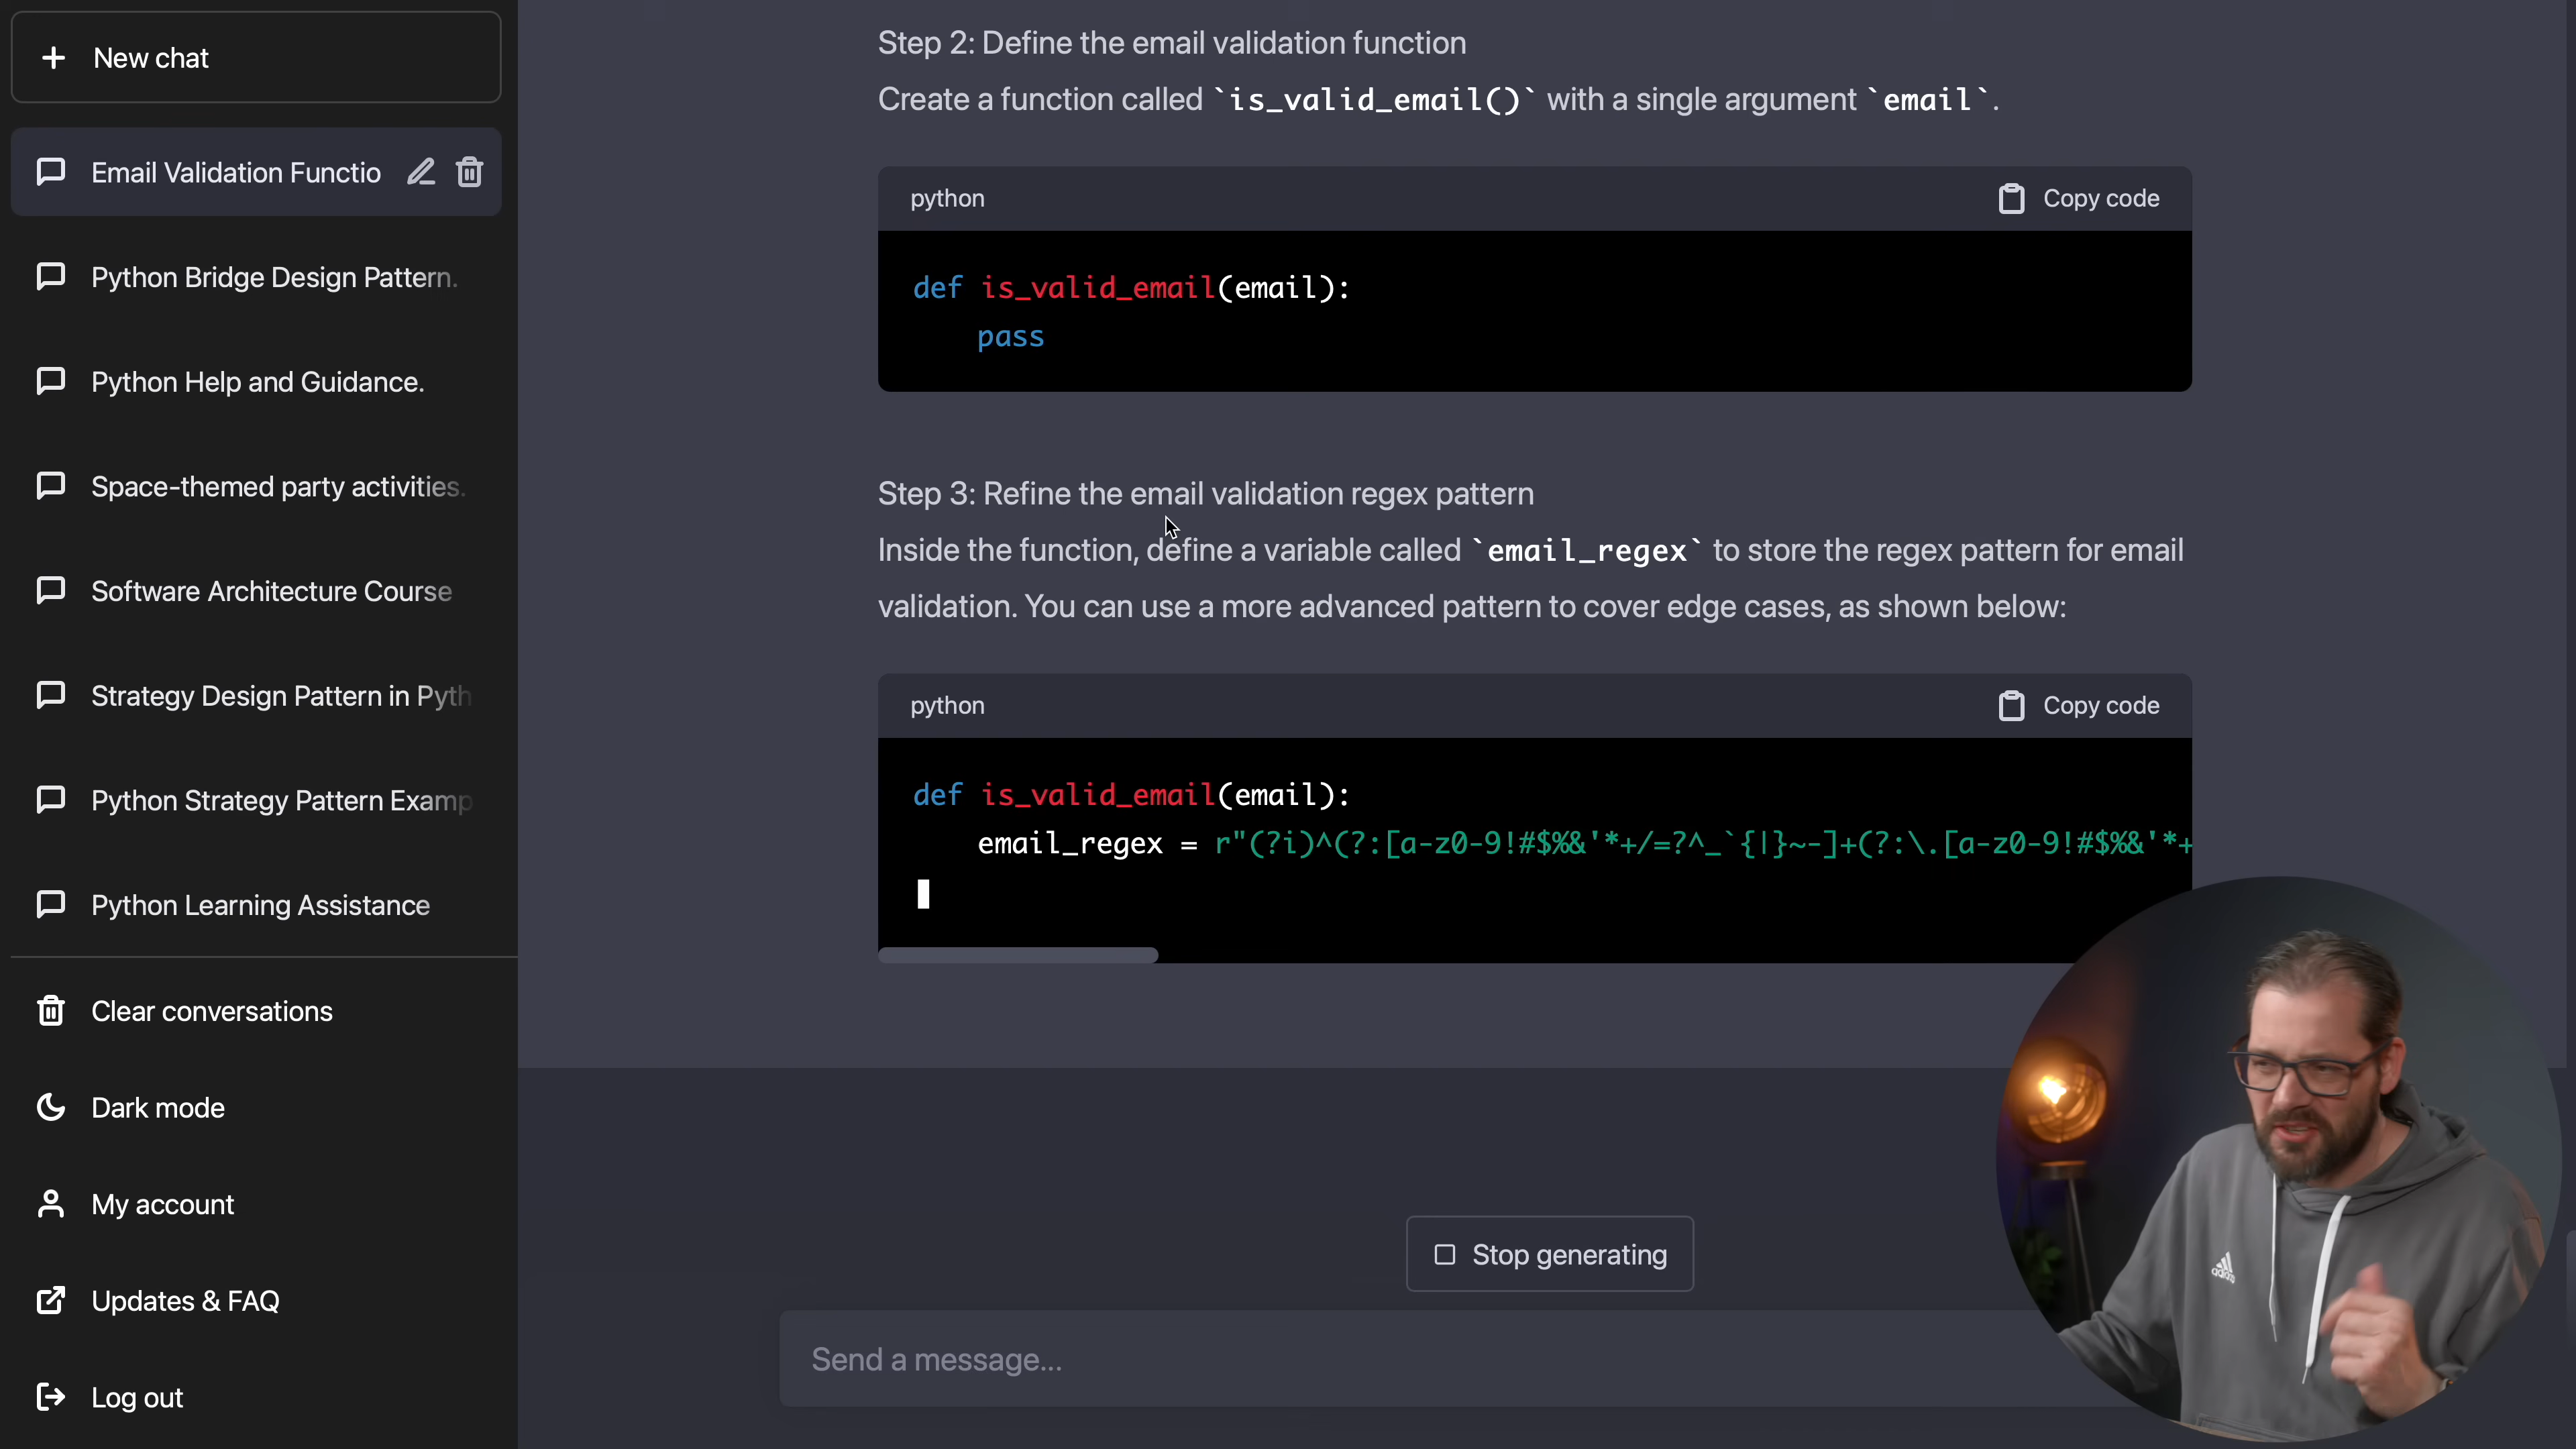 New chat
Email Validation Functio
Python Bridge Design Pattern.
Python Help and Guidance.
Space-themed party activities.
Software Architecture Course
Strategy Design Pattern in Pyth
Python Strategy Pattern Examp
Python Learning Assistance
Clear conversations
Dark mode
My account
Updates & FAQ
Log out
Step 2: Define the email validation function
Create a function called `is_valid_email()` with a single argument `email`.
python
Copy code
def is_valid_email(email):
    pass
Step 3: Refine the email validation regex pattern
Inside the function, define a variable called `email_regex` to store the regex pattern for email
validation. You can use a more advanced pattern to cover edge cases, as shown below:
python
Copy code
def is_valid_email(email):
    email_regex = r"(?i)^(?:[a-z0-9!#$%&'*+/=?^_`{|}~-]+(?:\.[a-z0-9!#$%&'*+
Stop generating
Send a message...
adidas